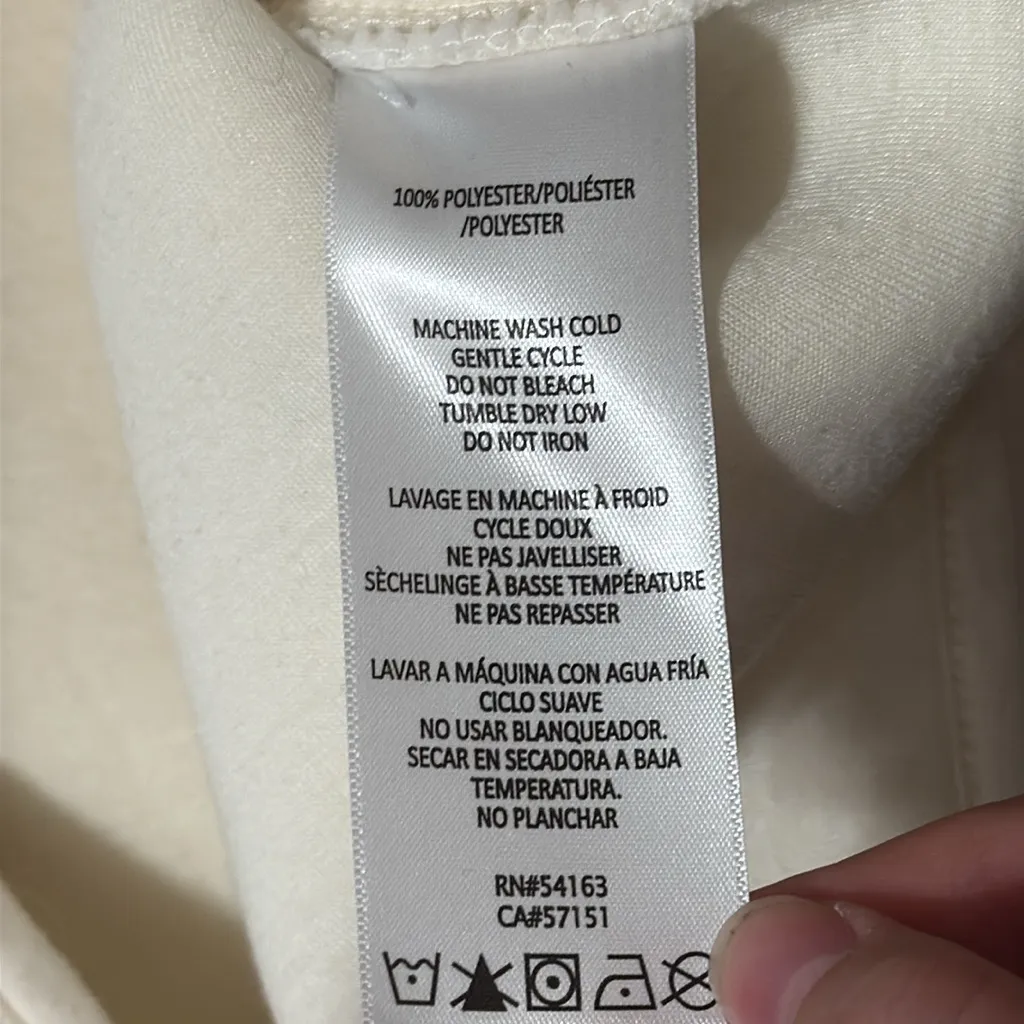 100% POLYESTER/POLIÉSTER
/POLYESTER
MACHINE WASH COLD
GENTLE CYCLE
DO NOT BLEACH
TUMBLE DRY LOW
DO NOT IRON
LAVAGE EN MACHINE À FROID
CYCLE DOUX
NE PAS JAVELLISER
SÈCHELINGE À BASSE TEMPÉRATURE
NE PAS REPASSER
LAVAR A MÁQUINA CON AGUA FRÍA
CICLO SUAVE
NO USAR BLANQUEADOR.
SECAR EN SECADORA A BAJA
TEMPERATURA.
NO PLANCHAR
RN#54163
CA#57151